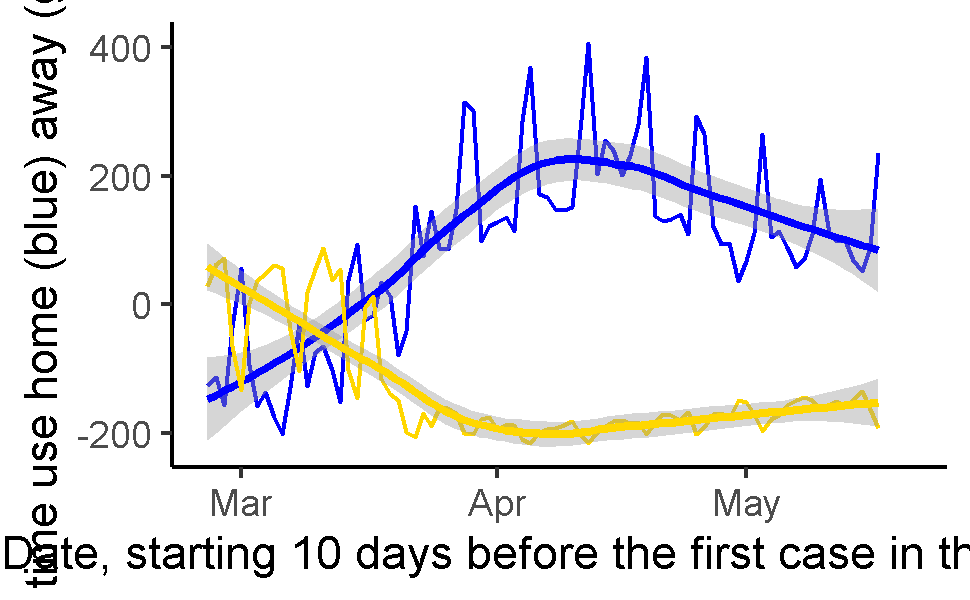 time use home (blue) away (
400
200
0
-200
Mar Apr May
Date, starting 10 days before the first case in th